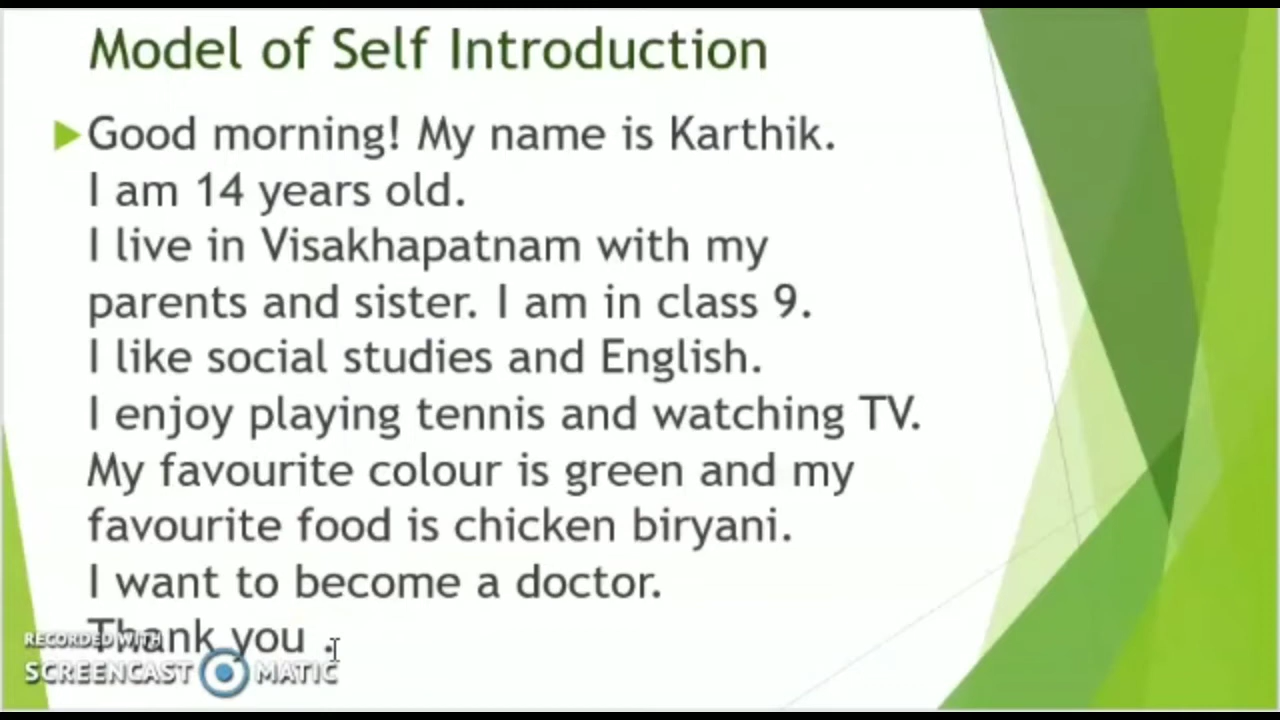 Model of Self Introduction
Good morning! My name is Karthik.
I am 14 years old.
I live in Visakhapatnam with my
parents and sister. I am in class 9.
I like social studies and English.
I enjoy playing tennis and watching TV.
My favourite colour is green and my
favourite food is chicken biryani.
I want to become a doctor.
Thank you .
RECORDED WITH
SCREENCAST MATIC